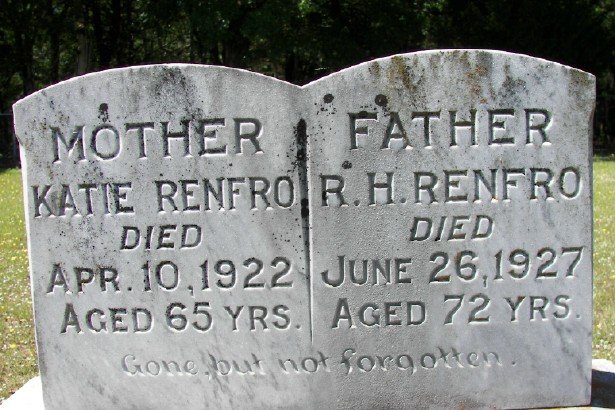 MOTHER
KATIE RENFRO
DIED
APR. 10, 1922
AGED 65 YRS.
FATHER
R. H. RENFRO
DIED
JUNE 26, 1927
AGED 72 YRS.
Gone, but not forgotten.